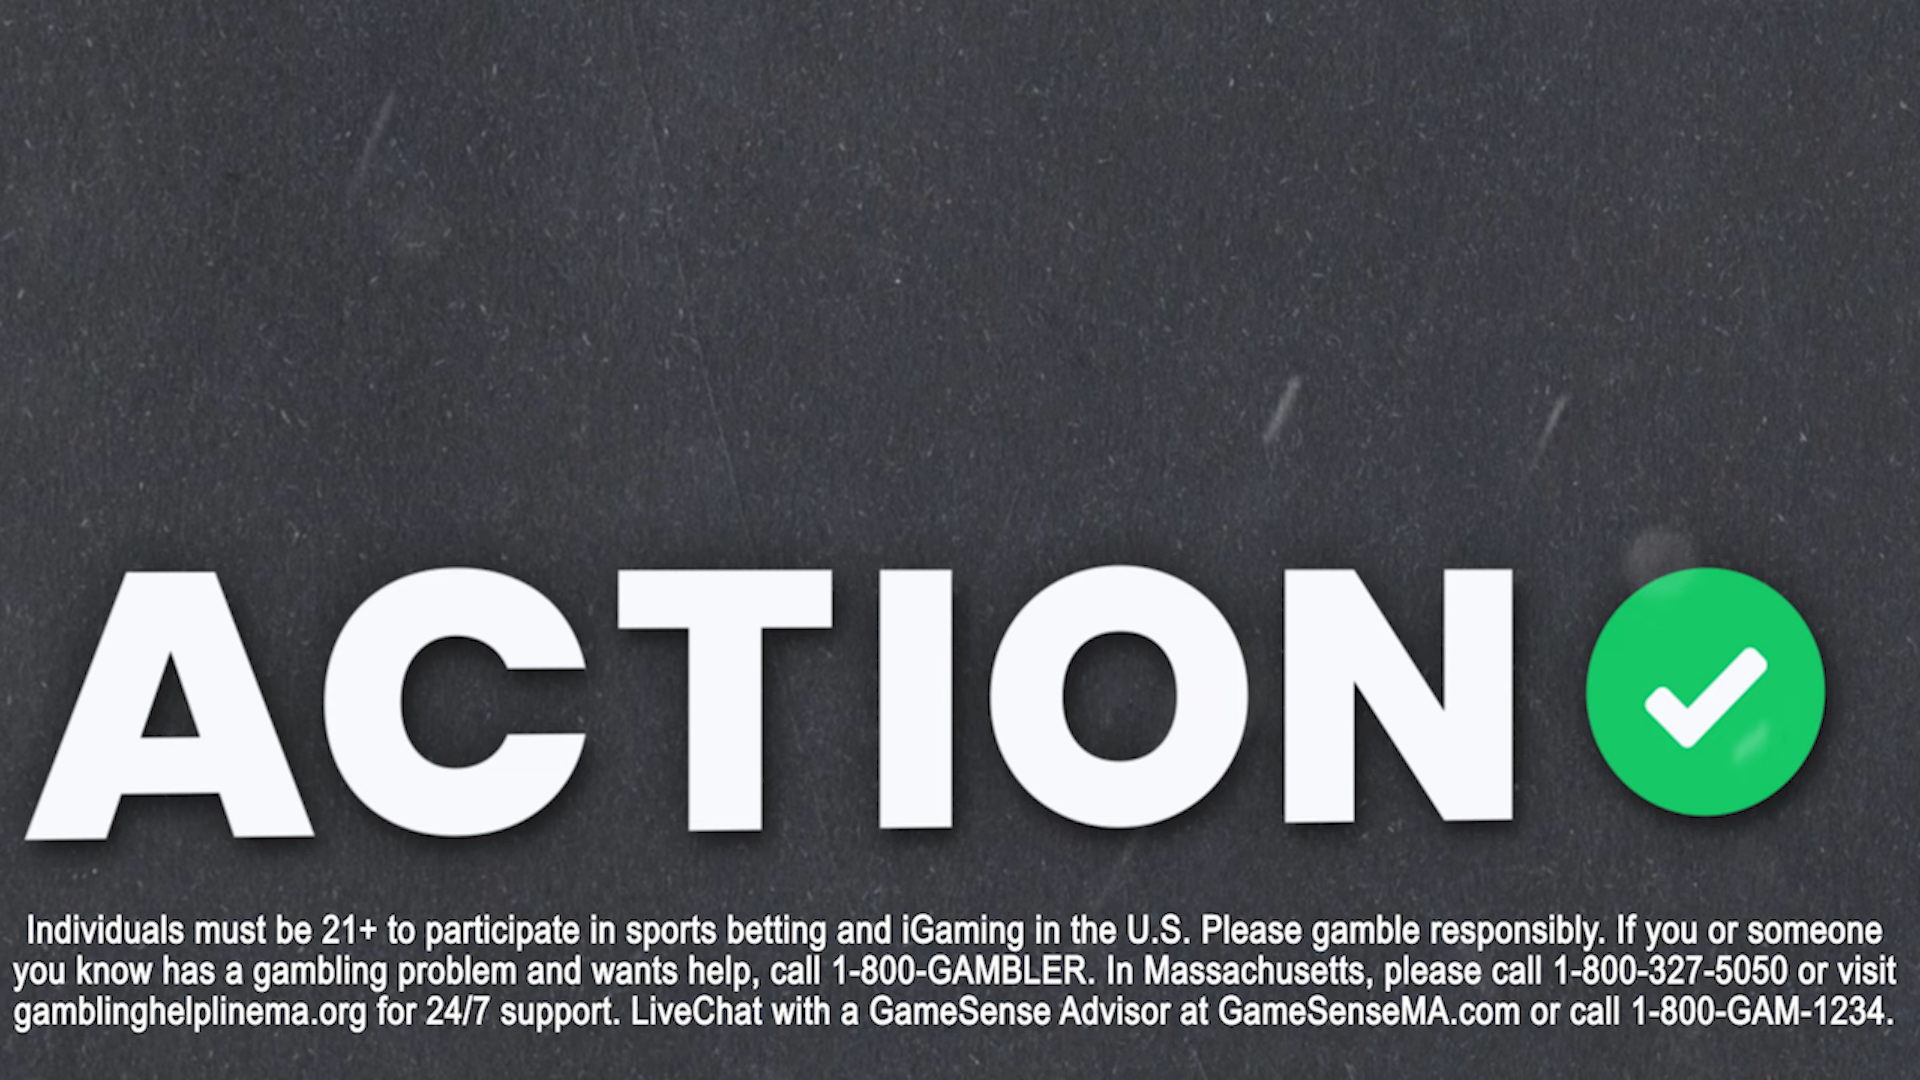 ACTION
Individuals must be 21+ to participate in sports betting and iGaming in the U.S. Please gamble responsibly. If you or someone
you know has a gambling problem and wants help, call 1-800-GAMBLER. In Massachusetts, please call 1-800-327-5050 or visit
gamblinghelplinema.org for 24/7 support. LiveChat with a GameSense Advisor at GameSenseMA.com or call 1-800-GAM-1234.